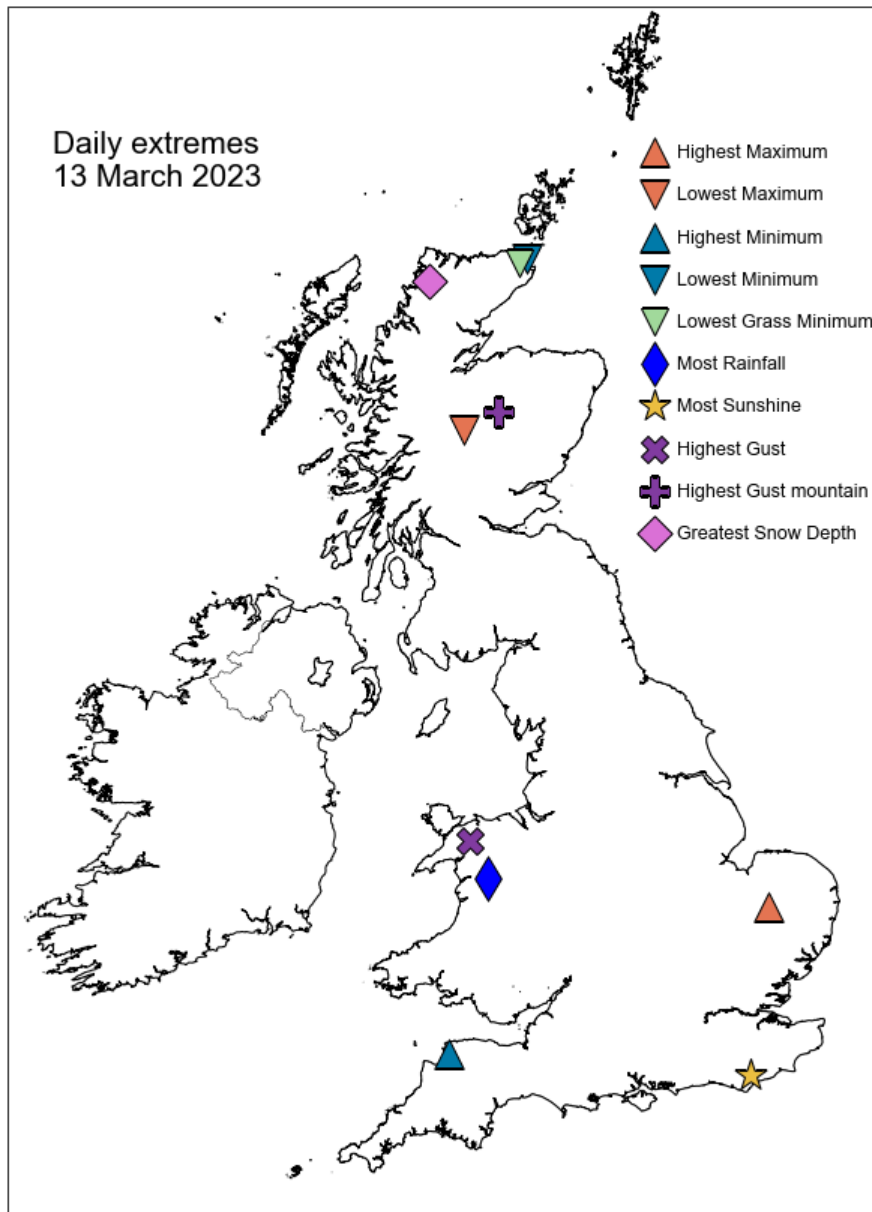 Daily extremes
13 March 2023
Highest Maximum
Lowest Maximum
Highest Minimum
Lowest Minimum
Lowest Grass Minimum
Most Rainfall
Most Sunshine
Highest Gust
Highest Gust mountain
Greatest Snow Depth